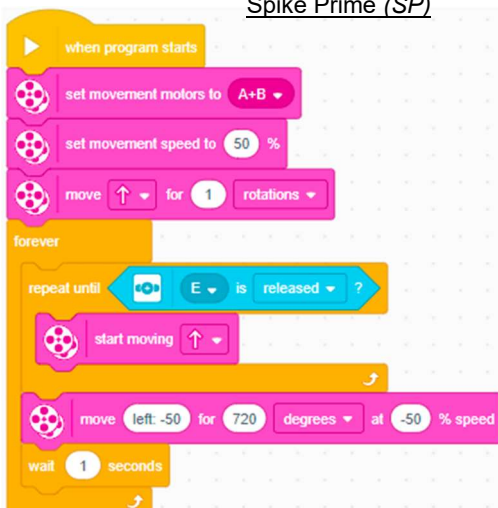 Spike Prime (SP)
when program starts
set movement motors to A+B
set movement speed to 50 %
move for 1 rotations
forever
repeat until E is released ?
start moving
move left: -50 for 720 degrees at -50 % speed
wait 1 seconds